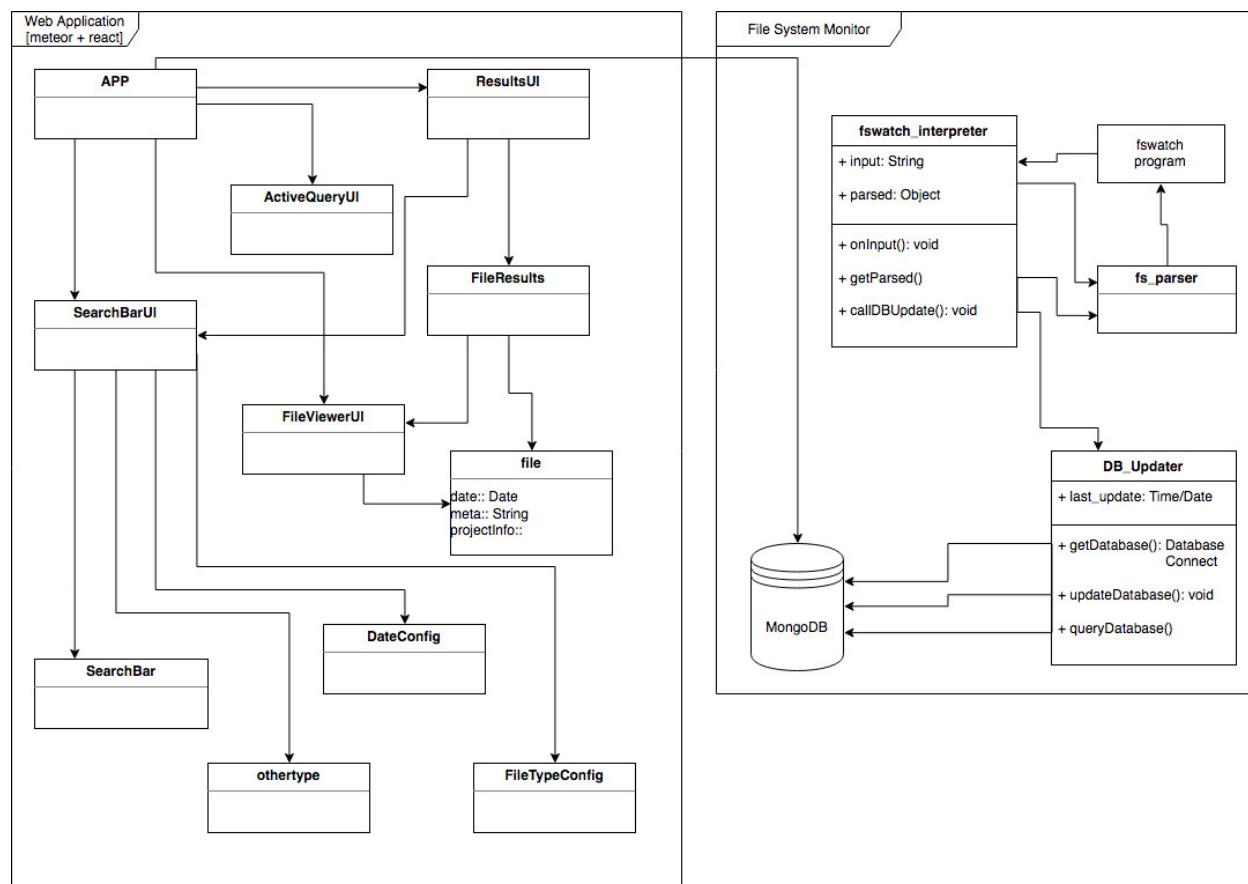 Web Application
[meteor + react]
APP
ResultsUI
ActiveQueryUI
FileResults
SearchBarUI
FileViewerUI
file
date:: Date
meta:: String
projectInfo::
DateConfig
SearchBar
othertype
FileTypeConfig
File System Monitor
fswatch_interpreter
+ input: String
+ parsed: Object
+ onInput(): void
+ getParsed()
+ callDBUpdate(): void
fswatch
program
fs_parser
DB_Updater
+ last_update: Time/Date
+ getDatabase(): Database
Connect
+ updateDatabase(): void
+ queryDatabase()
MongoDB